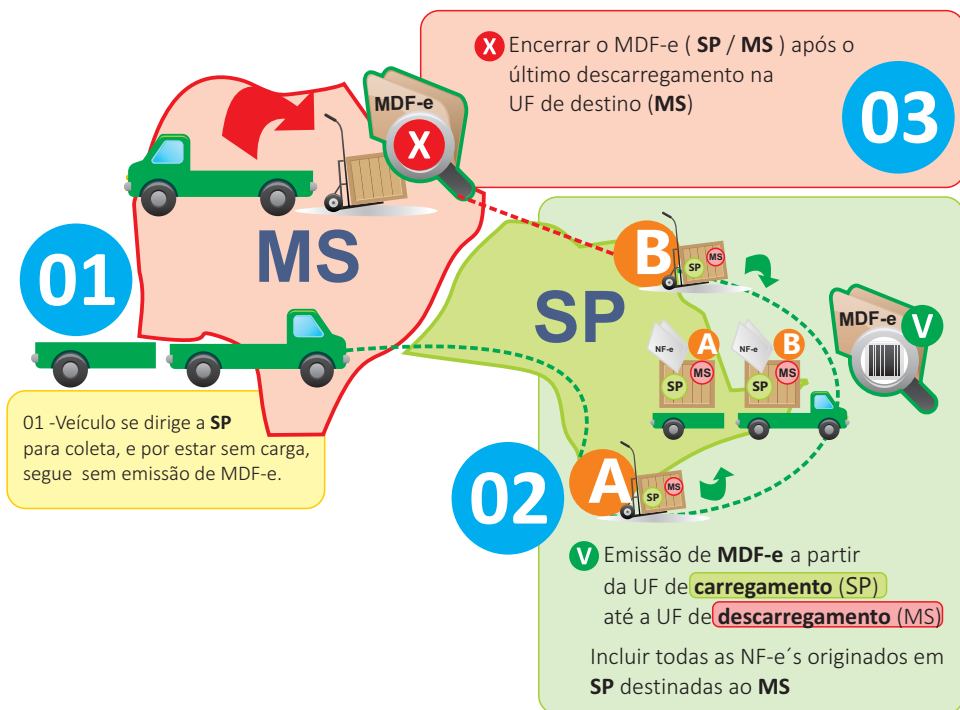 X Encerrar o MDF-e ( SP / MS ) após o
último descarregamento na
UF de destino (MS)
03
MDF-e
X
MS
01
01 -Veículo se dirige a SP
para coleta, e por estar sem carga,
segue sem emissão de MDF-e.
SP
B
SP MS
NF-e A
SP MS
NF-e B
SP MS
MDF-e V
02
A
SP MS
V Emissão de MDF-e a partir
da UF de carregamento (SP)
até a UF de descarregamento (MS)
Incluir todas as NF-e´s originados em
SP destinadas ao MS